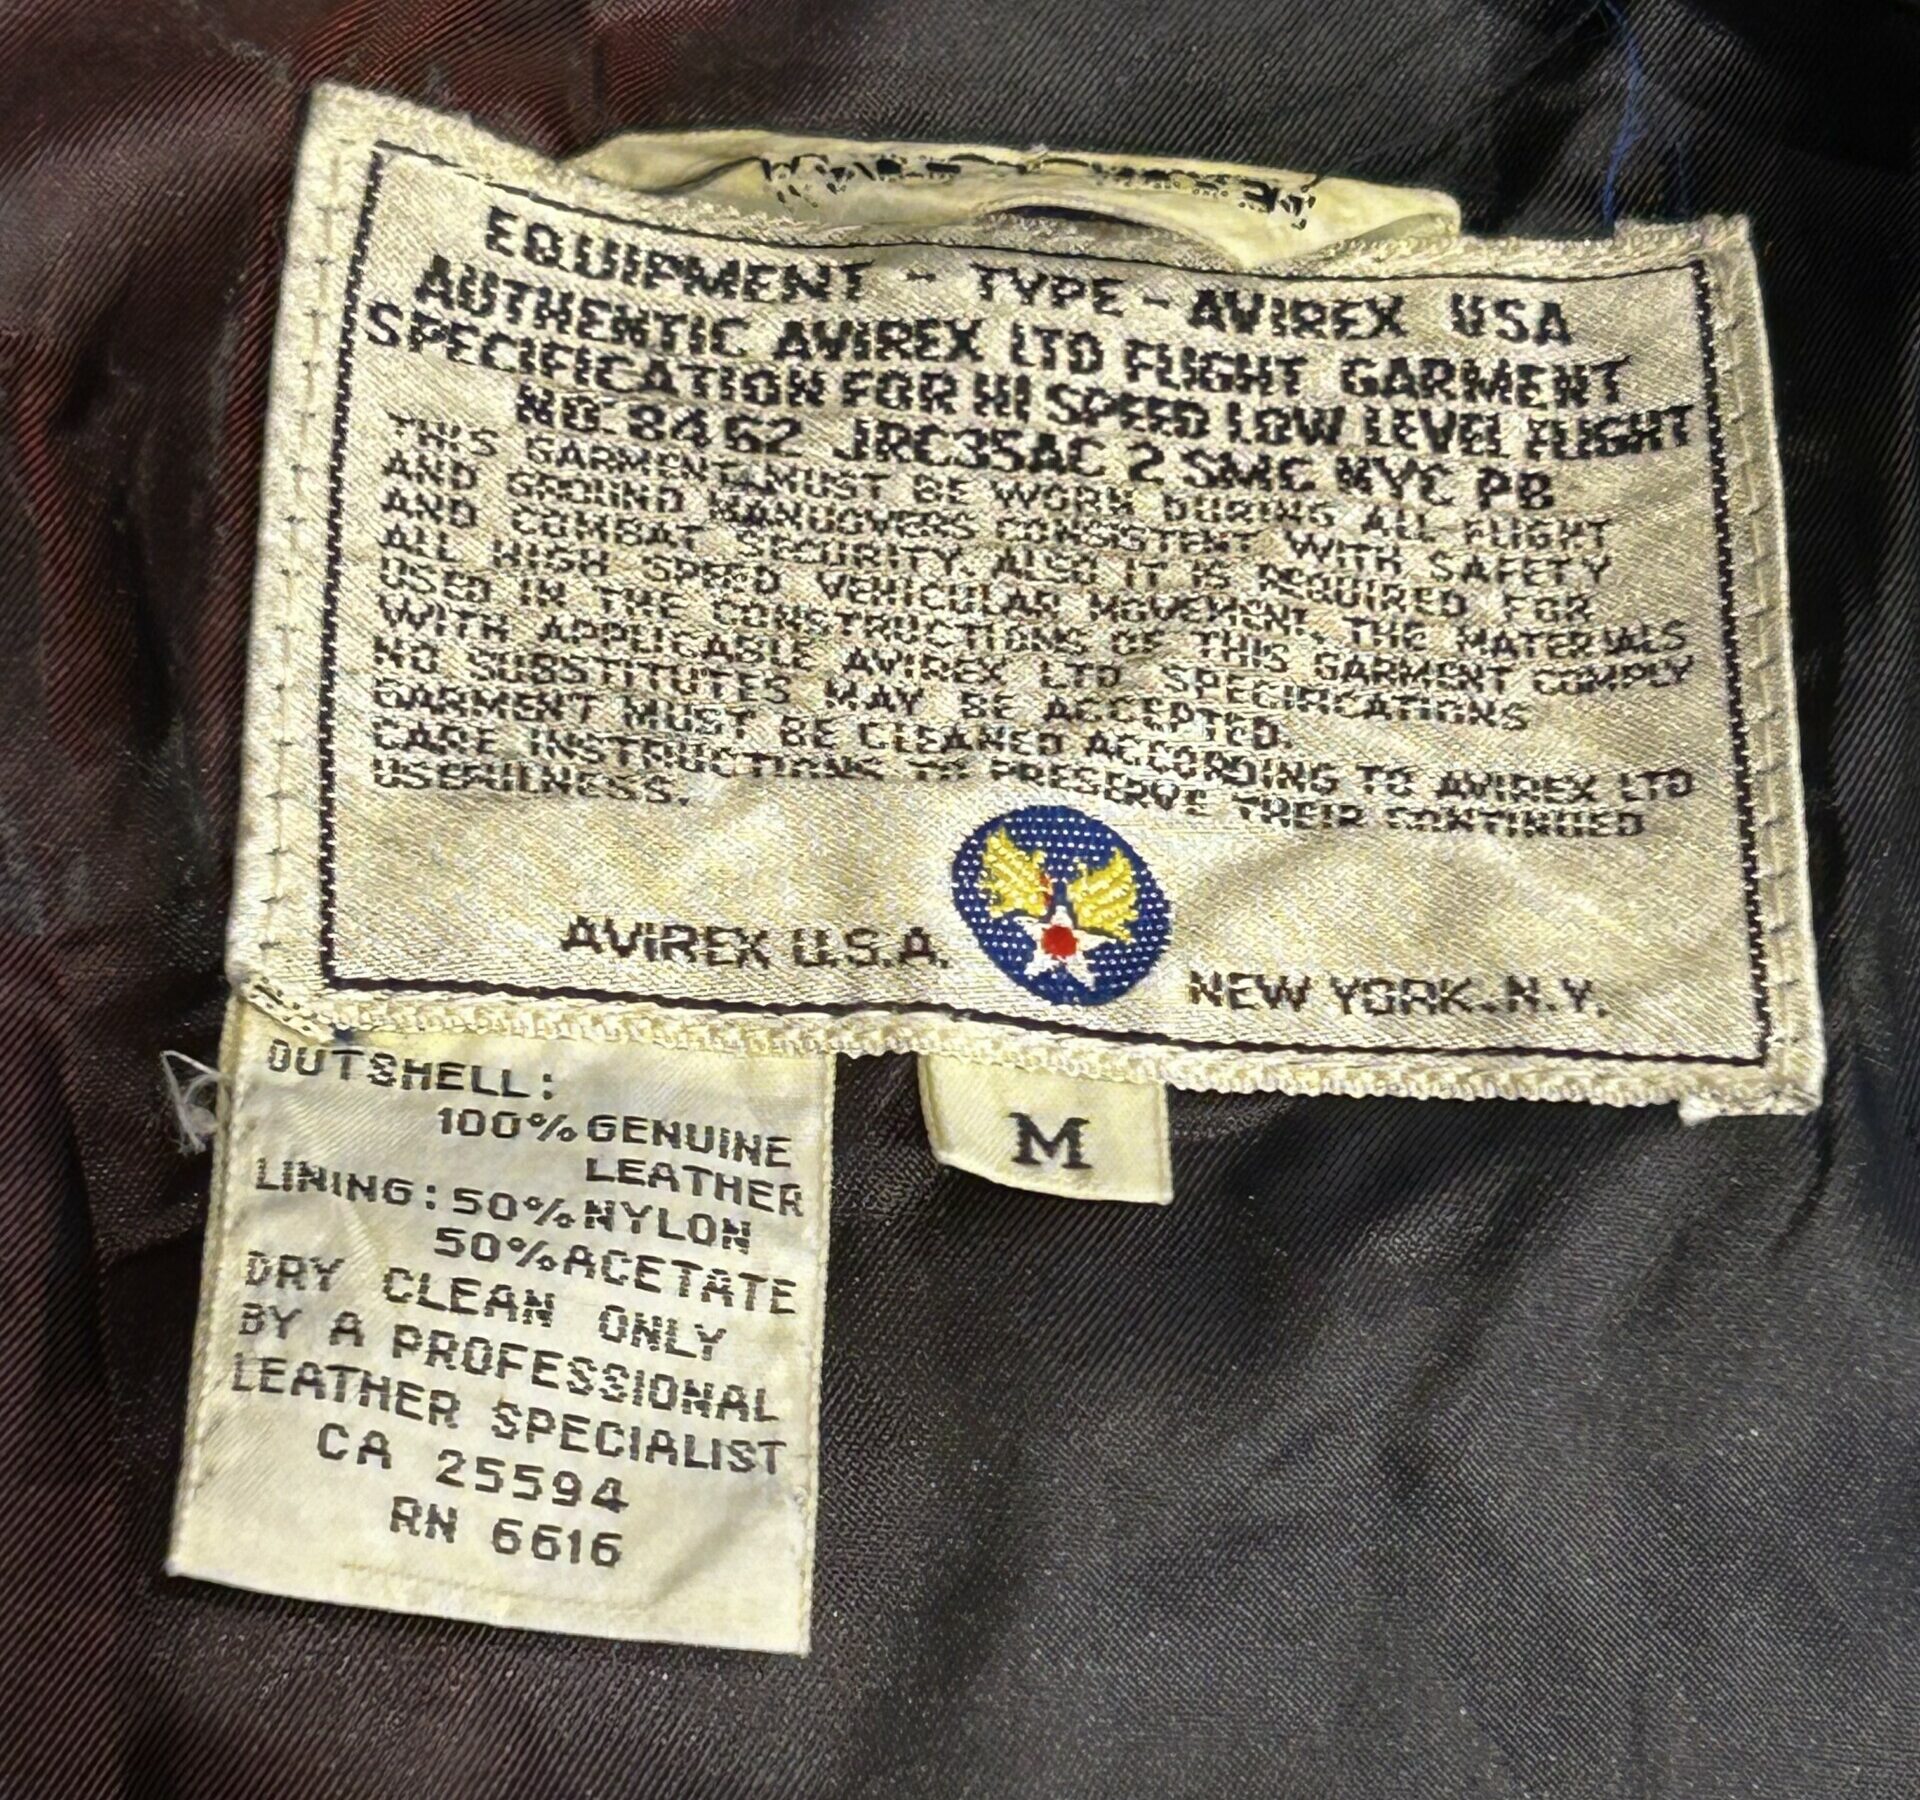 EQUIPMENT - TYPE - AVIREX USA
AUTHENTIC AVIREX LTD FLIGHT GARMENT
SPECIFICATION FOR HI SPEED LOW LEVEL FLIGHT
NO. 8462 JRC35AC 2 SMC NYC PB
THIS GARMENT MUST BE WORN DURING ALL FLIGHT
AND GROUND MANUOVERS CONSISTENT WITH SAFETY
AND COMBAT SECURITY. ALSO IT IS REQUIRED FOR
ALL HIGH SPEED VEHICULAR MOVEMENT. THE MATERIALS
USED IN THE CONSTRUCTIONS OF THIS GARMENT COMPLY
WITH APPLIEABLE AVIREX LTD SPECIFICATIONS
NO SUBSTITUTES MAY BE ACCEPTED.
GARMENT MUST BE CLEANED ACCORDING TO AVIREX LTD
CARE INSTRUCTIONS TO PRESERVE THEIR CONTINUED
USEFULNESS.
AVIREX U.S.A. NEW YORK.N.Y.
M
OUTSHELL:
100% GENUINE
LEATHER
LINING: 50% NYLON
50% ACETATE
DRY CLEAN ONLY
BY A PROFESSIONAL
LEATHER SPECIALIST
CA 25594
RN 6616